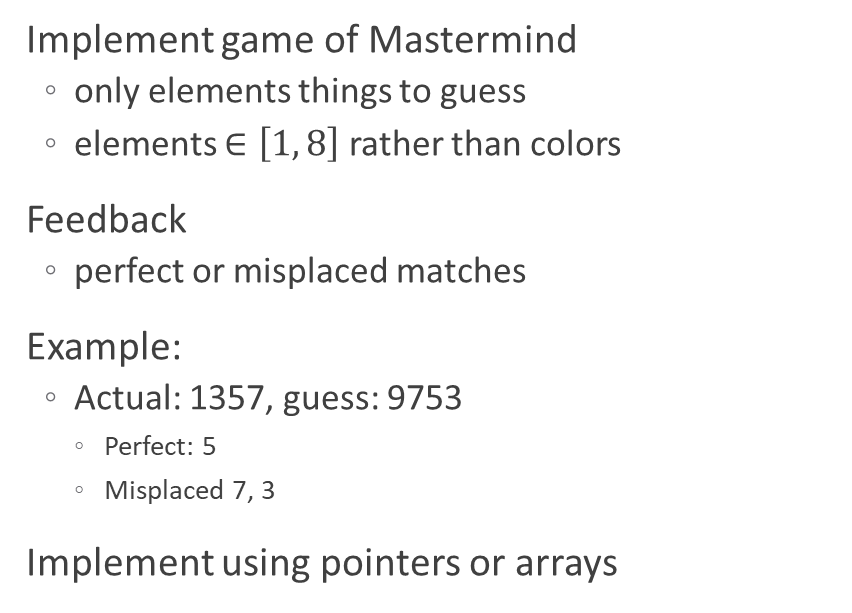 Implement game of Mastermind
◦ only elements things to guess
◦ elements ∈ [1, 8] rather than colors
Feedback
◦ perfect or misplaced matches
Example:
◦ Actual: 1357, guess: 9753
◦ Perfect: 5
◦ Misplaced 7, 3
Implement using pointers or arrays